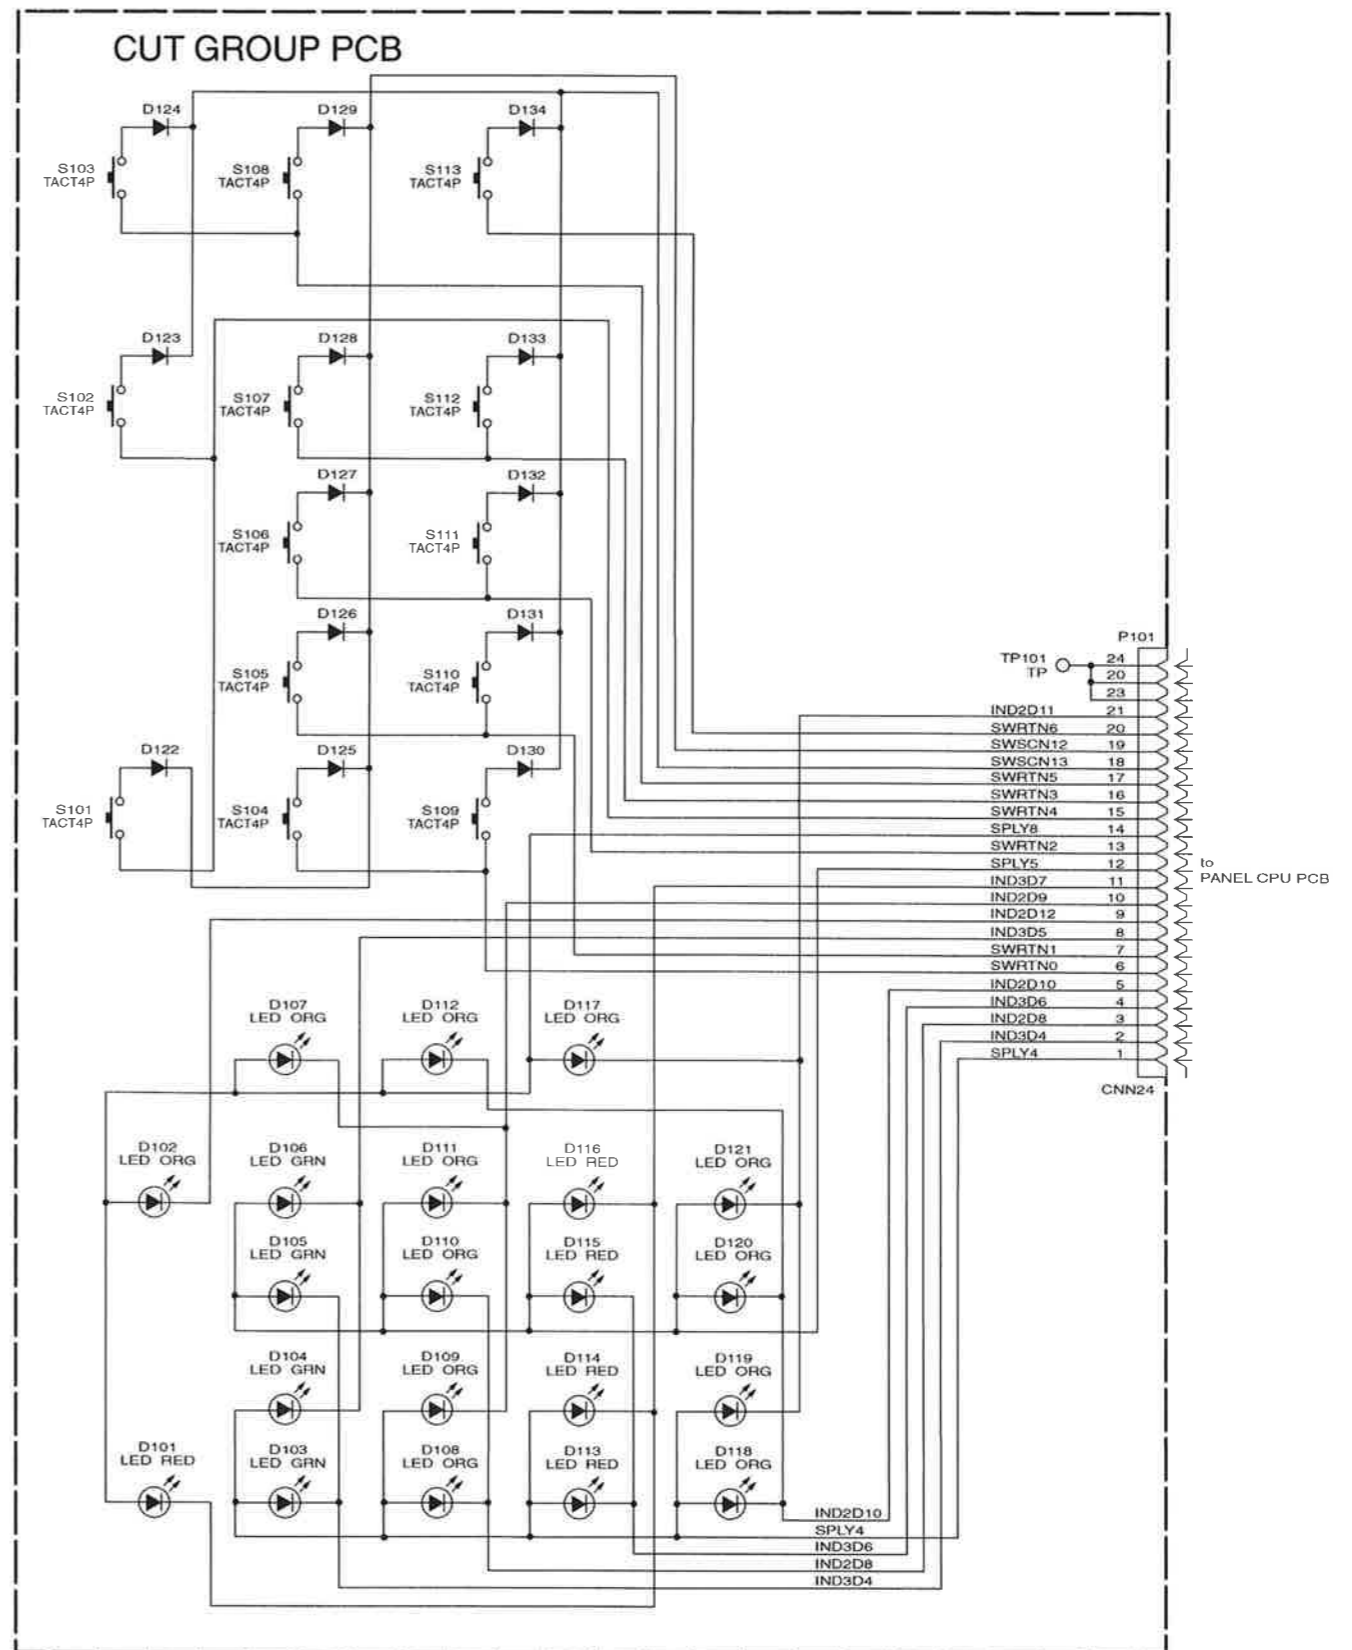 CUT GROUP PCB
D124
D129
D134
S103
TACT4P
S108
TACT4P
S113
TACT4P
D123
D128
D133
S102
TACT4P
S107
TACT4P
S112
TACT4P
D127
D132
S106
TACT4P
S111
TACT4P
D126
D131
S105
TACT4P
S110
TACT4P
D122
D125
D130
S101
TACT4P
S104
TACT4P
S109
TACT4P
P101
TP101
TP
24
20
23
IND2D11 21
SWRTN6 20
SWSCN12 19
SWSCN13 18
SWRTN5 17
SWRTN3 16
SWRTN4 15
SPLY8 14
SWRTN2 13
SPLY5 12
IND3D7 11
IND2D9 10
IND2D12 9
IND3D5 8
SWRTN1 7
SWRTN0 6
IND2D10 5
IND3D6 4
IND2D8 3
IND3D4 2
SPLY4 1
CNN24
to
PANEL CPU PCB
D107
LED ORG
D112
LED ORG
D117
LED ORG
D102
LED ORG
D106
LED GRN
D111
LED ORG
D116
LED RED
D121
LED ORG
D105
LED GRN
D110
LED ORG
D115
LED RED
D120
LED ORG
D104
LED GRN
D109
LED ORG
D114
LED RED
D119
LED ORG
D101
LED RED
D103
LED GRN
D108
LED ORG
D113
LED RED
D118
LED ORG
IND2D10
SPLY4
IND3D6
IND2D8
IND3D4